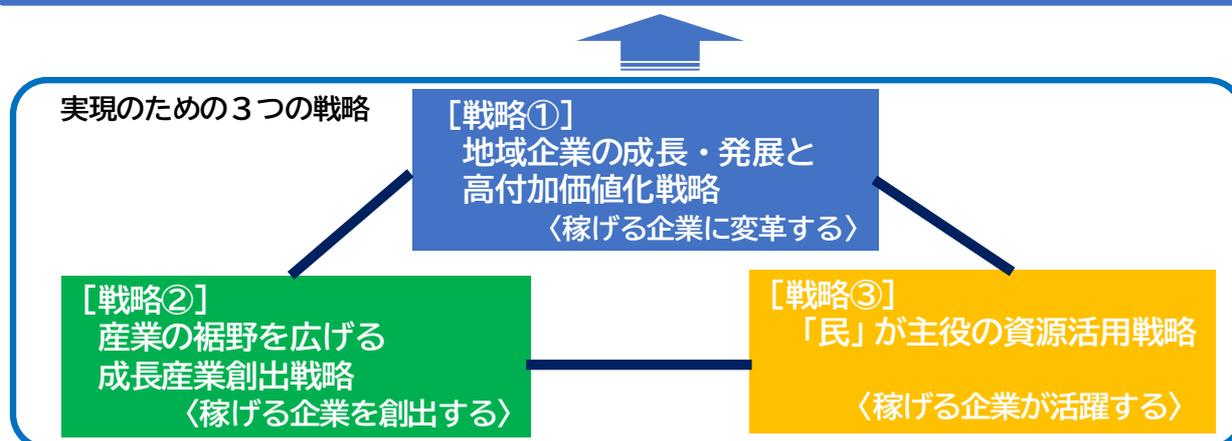 実現のための３つの戦略
［戦略①］
地域企業の成長・発展と
高付加価値化戦略
〈稼げる企業に変革する〉
［戦略②］
産業の裾野を広げる
成長産業創出戦略
〈稼げる企業を創出する〉
［戦略③］
「民」が主役の資源活用戦略
〈稼げる企業が活躍する〉